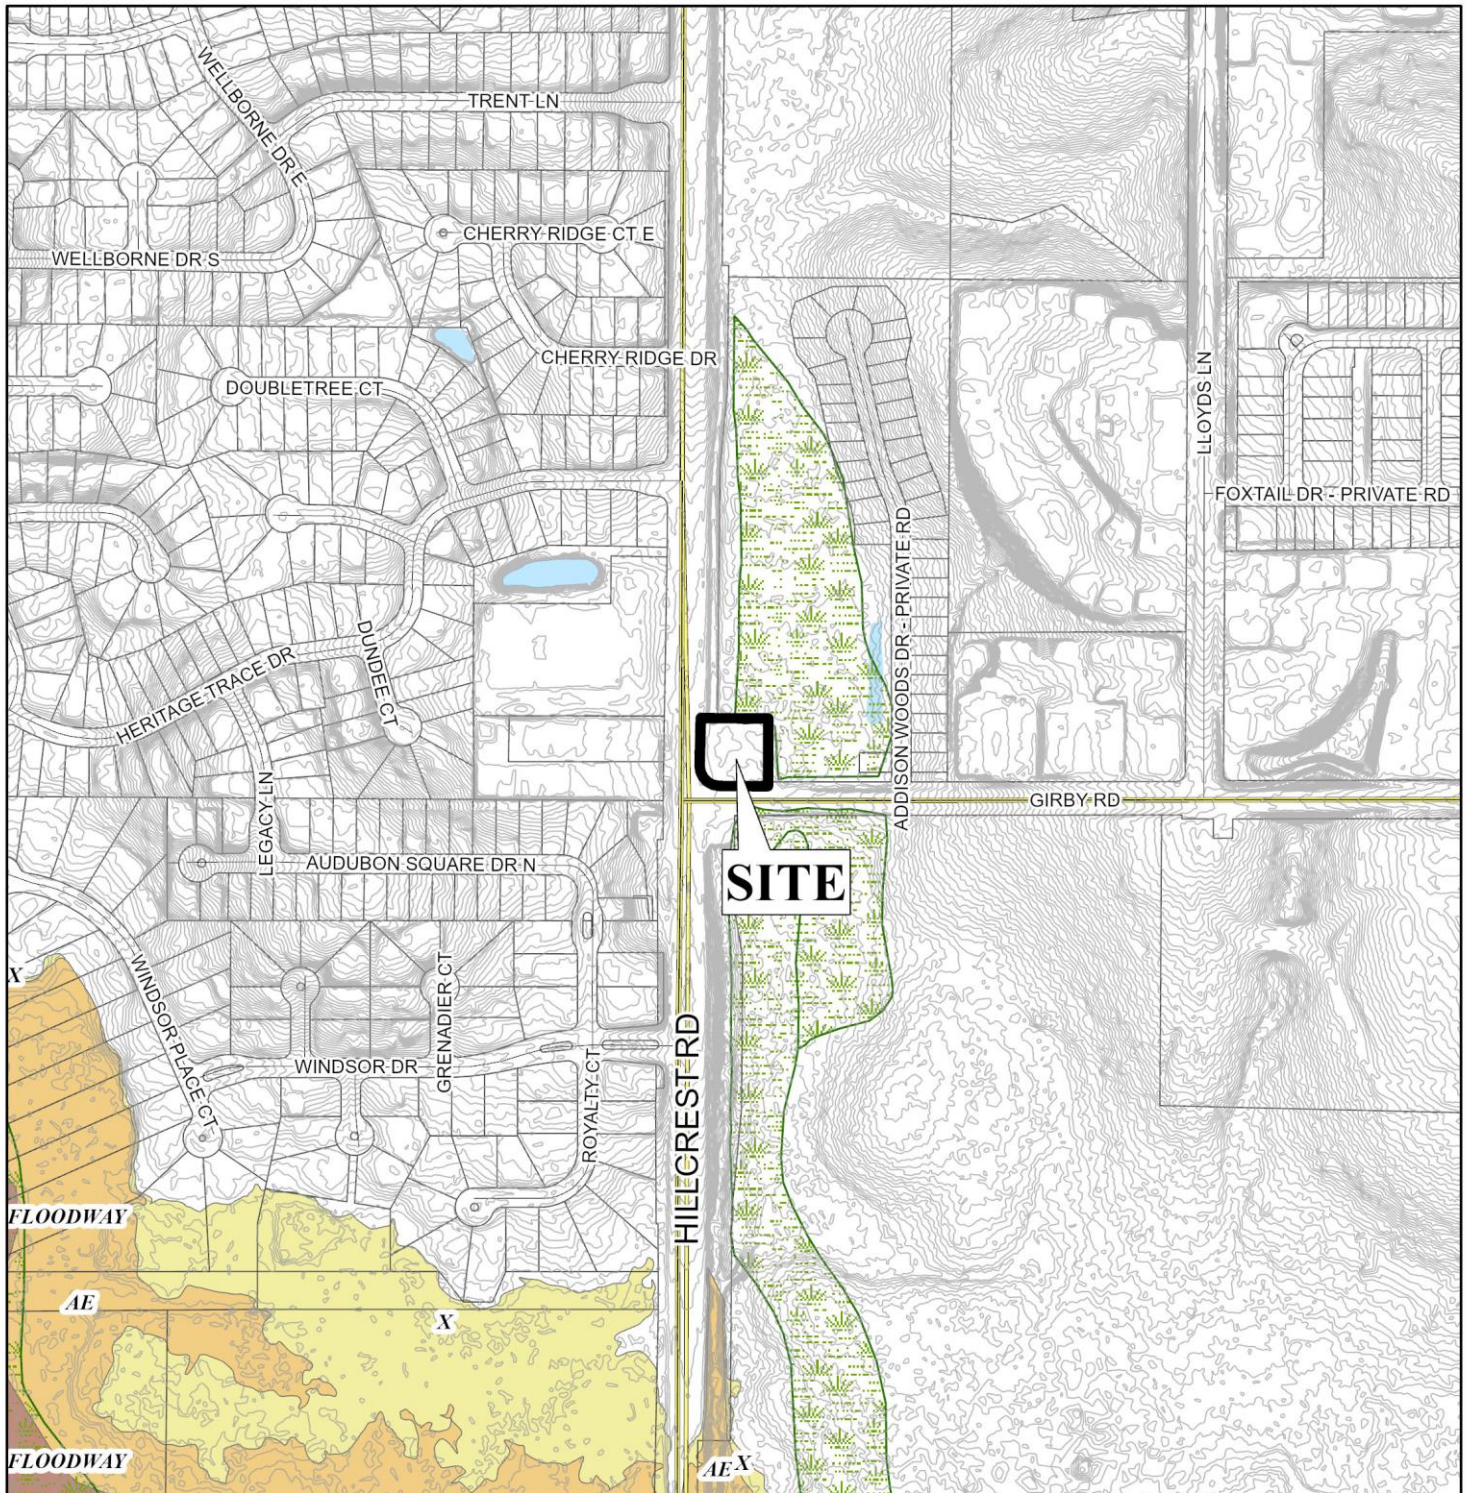 WELLBORNE DR E
TRENT LN
CHERRY RIDGE CT E
WELLBORNE DR S
CHERRY RIDGE DR
DOUBLETREE CT
LLOYDS LN
FOXTAIL DR - PRIVATE RD
ADDISON WOODS DR - PRIVATE RD
DUNDEE CT
HERITAGE TRACE DR
LEGACY LN
GIRBY RD
AUDUBON SQUARE DR N
SITE
X
WINDSOR PLACE CT
GRENADIER CT
WINDSOR DR
ROYALTY CT
HILLCREST RD
FLOODWAY
AE
X
FLOODWAY
AE X